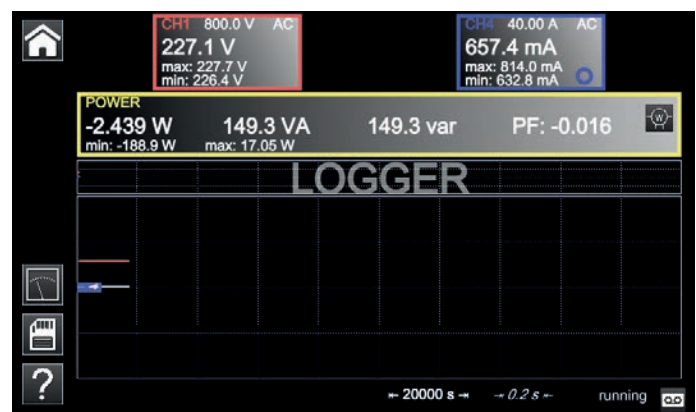 CH1 800.0 V AC
227.1 V
max: 227.7 V
min: 226.4 V
CH4 40.00 A AC
657.4 mA
max: 814.0 mA
min: 632.8 mA
POWER
-2.439 W 149.3 VA 149.3 var PF: -0.016
min: -188.9 W max: 17.05 W
W
LOGGER
?
20000 s 0.2 s running